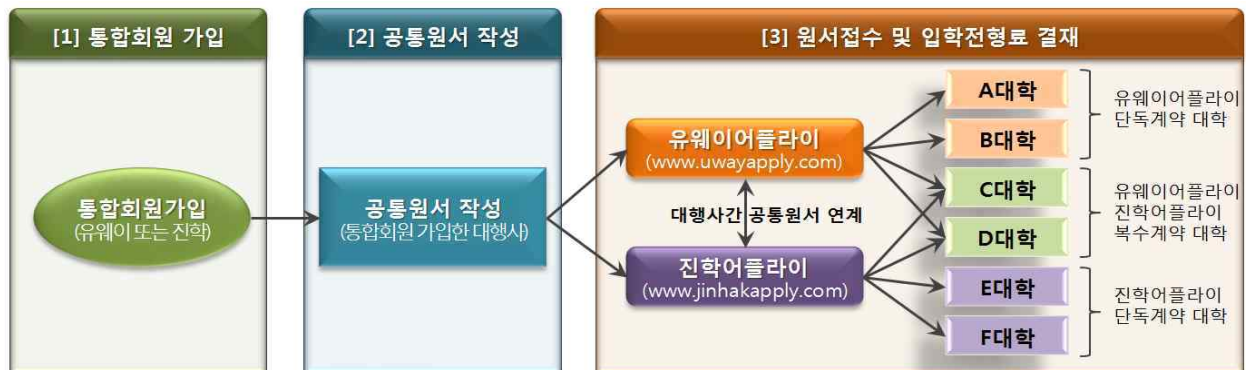 [1] 통합회원 가입
통합회원가입
(유웨이 또는 진학)
[2] 공통원서 작성
공통원서 작성
(통합회원 가입한 대행사)
[3] 원서접수 및 입학전형료 결재
유웨이어플라이
(www.uwayapply.com)
대행사간 공통원서 연계
진학어플라이
(www.jinhakapply.com)
A대학
B대학
C대학
D대학
E대학
F대학
유웨이어플라이
단독계약 대학
유웨이어플라이
진학어플라이
복수계약 대학
진학어플라이
단독계약 대학